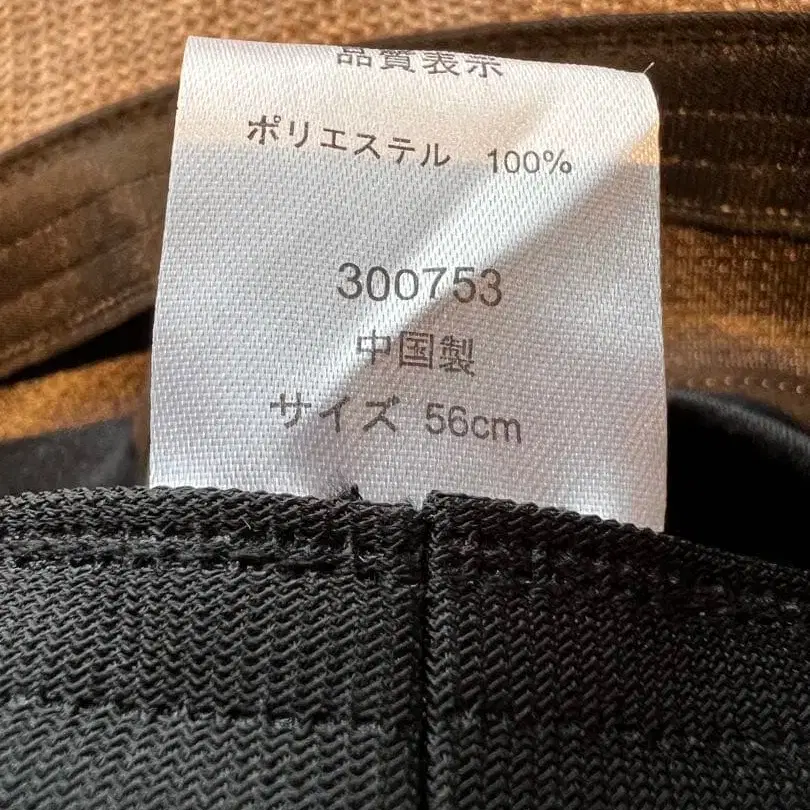 品質表示
ポリエステル 100%
300753
中国製
サイズ 56cm